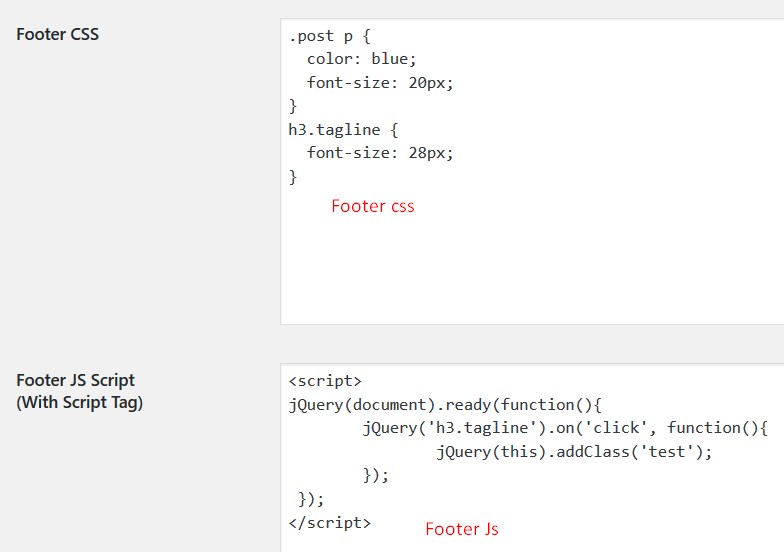 Footer CSS
.post p {
  color: blue;
  font-size: 20px;
}
h3.tagline {
  font-size: 28px;
}
Footer css
Footer JS Script
(With Script Tag)
<script>
jQuery(document).ready(function(){
        jQuery('h3.tagline').on('click', function(){
                jQuery(this).addClass('test');
        });
 });
</script>
Footer Js